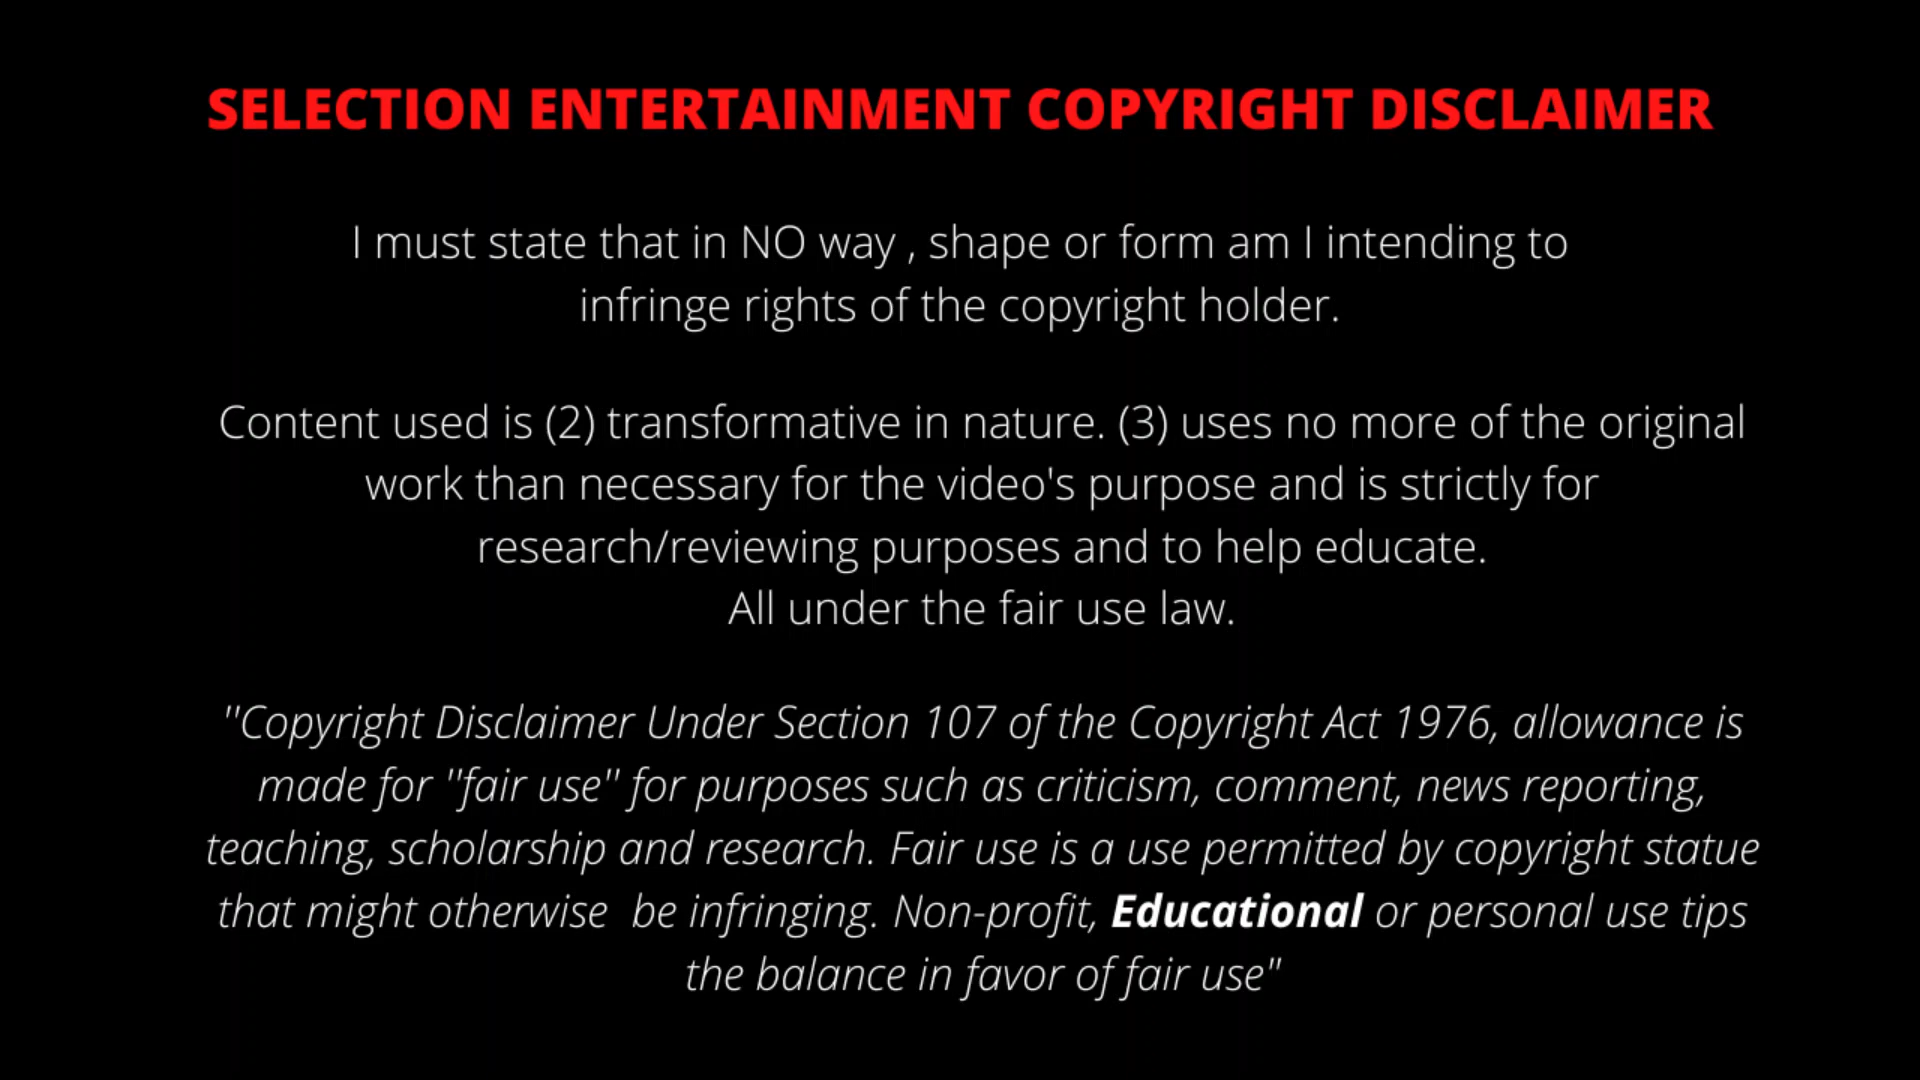 SELECTION ENTERTAINMENT COPYRIGHT DISCLAIMER
I must state that in NO way , shape or form am I intending to
infringe rights of the copyright holder.
Content used is (2) transformative in nature. (3) uses no more of the original
work than necessary for the video's purpose and is strictly for
research/reviewing purposes and to help educate.
All under the fair use law.
"Copyright Disclaimer Under Section 107 of the Copyright Act 1976, allowance is
made for "fair use" for purposes such as criticism, comment, news reporting,
teaching, scholarship and research. Fair use is a use permitted by copyright statue
that might otherwise  be infringing. Non-profit, Educational or personal use tips
the balance in favor of fair use"